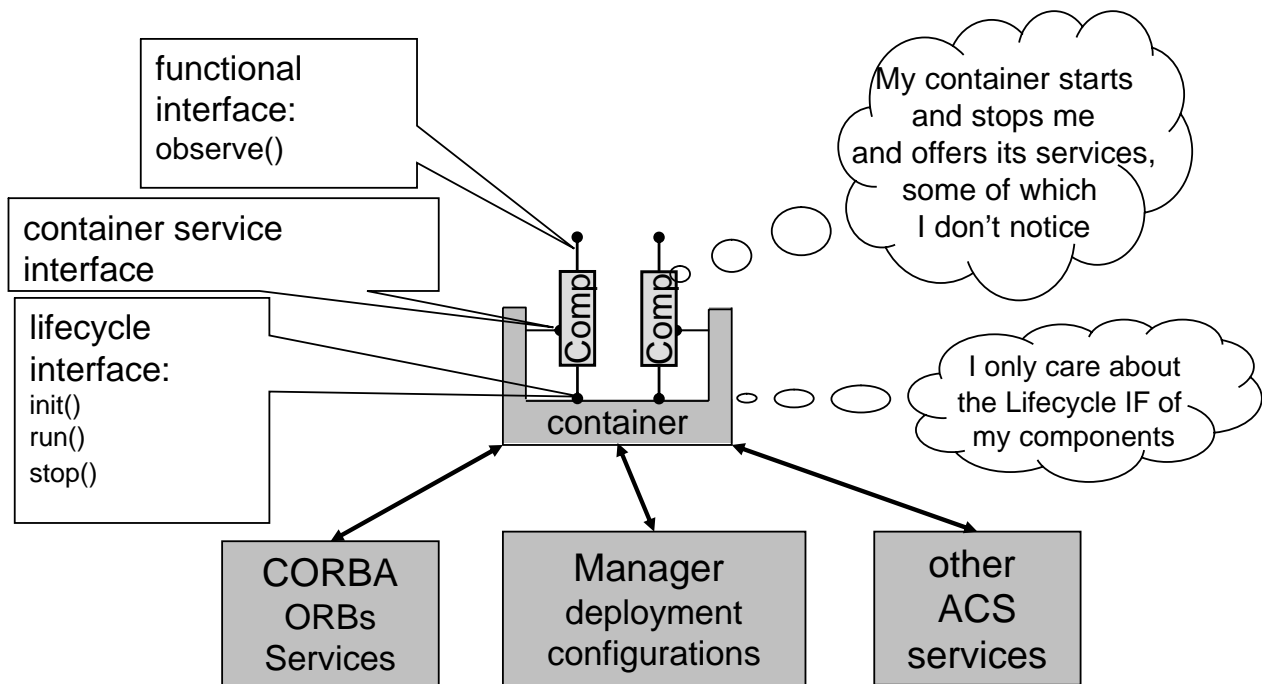 functional
interface:
observe()
container service
interface
lifecycle
interface:
init()
run()
stop()
My container starts
and stops me
and offers its services,
some of which
I don’t notice
Comp
Comp
I only care about
the Lifecycle IF of
my components
container
CORBA
ORBs
Services
Manager
deployment
configurations
other
ACS
services